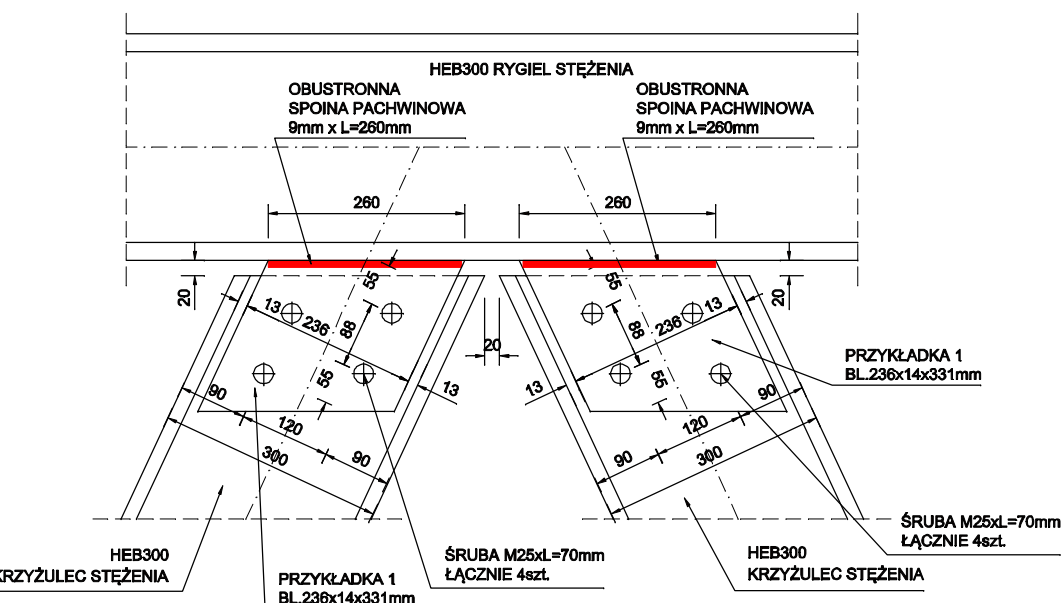 HEB300 RYGIEL STĘŻENIA
OBUSTRONNA
SPOINA PACHWINOWA
9mm x L=260mm
OBUSTRONNA
SPOINA PACHWINOWA
9mm x L=260mm
260
260
20
55
55
20
13
236
88
20
88
236
13
55
13
13
55
PRZYKŁADKA 1
BL.236x14x331mm
90
120
90
300
90
120
90
300
HEB300
KRZYŻULEC STĘŻENIA
PRZYKŁADKA 1
BL.236x14x331mm
ŚRUBA M25xL=70mm
ŁĄCZNIE 4szt.
HEB300
KRZYŻULEC STĘŻENIA
ŚRUBA M25xL=70mm
ŁĄCZNIE 4szt.